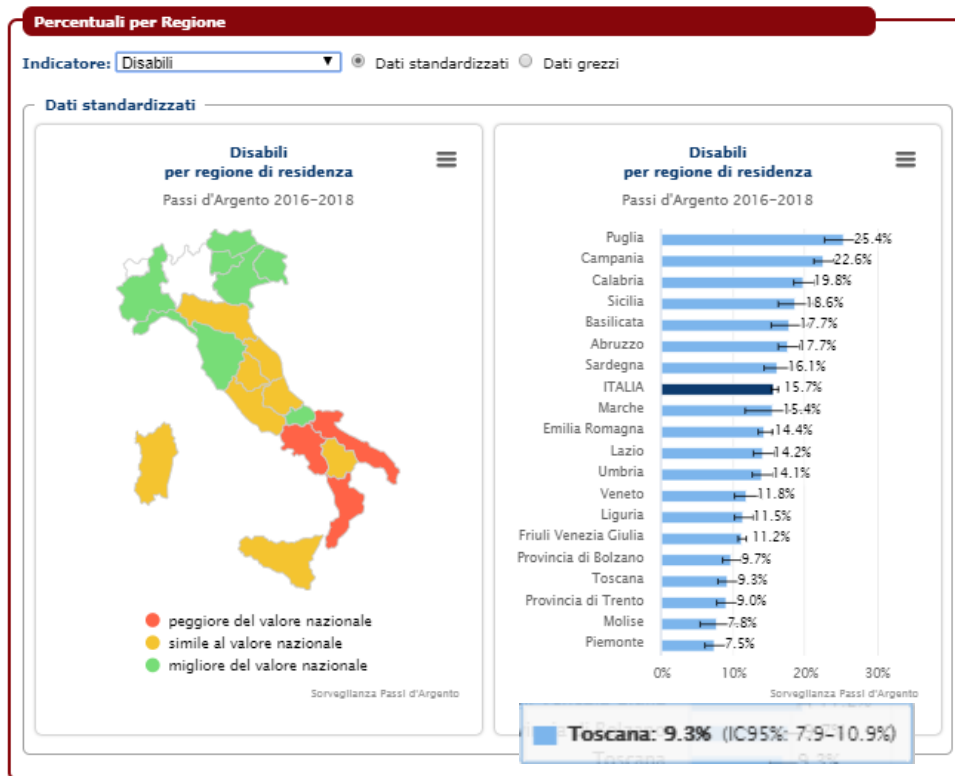 Percentuali per Regione
Indicatore: Disabili Dati standardizzati Dati grezzi
Dati standardizzati
Disabili
per regione di residenza
Passi d'Argento 2016-2018
peggiore del valore nazionale
simile al valore nazionale
migliore del valore nazionale
Sorveglianza Passi d'Argento
Disabili
per regione di residenza
Passi d'Argento 2016-2018
Puglia 25.4%
Campania 22.6%
Calabria 19.8%
Sicilia 18.6%
Basilicata 17.7%
Abruzzo 17.7%
Sardegna 16.1%
ITALIA 15.7%
Marche 15.4%
Emilia Romagna 14.4%
Lazio 14.2%
Umbria 14.1%
Veneto 11.8%
Liguria 11.5%
Friuli Venezia Giulia 11.2%
Provincia di Bolzano 9.7%
Toscana 9.3%
Provincia di Trento 9.0%
Molise 7.8%
Piemonte 7.5%
0% 10% 20% 30%
Sorveglianza Passi d'Argento
Toscana: 9.3% (IC95%: 7.9-10.9%)
Toscana 9.3%